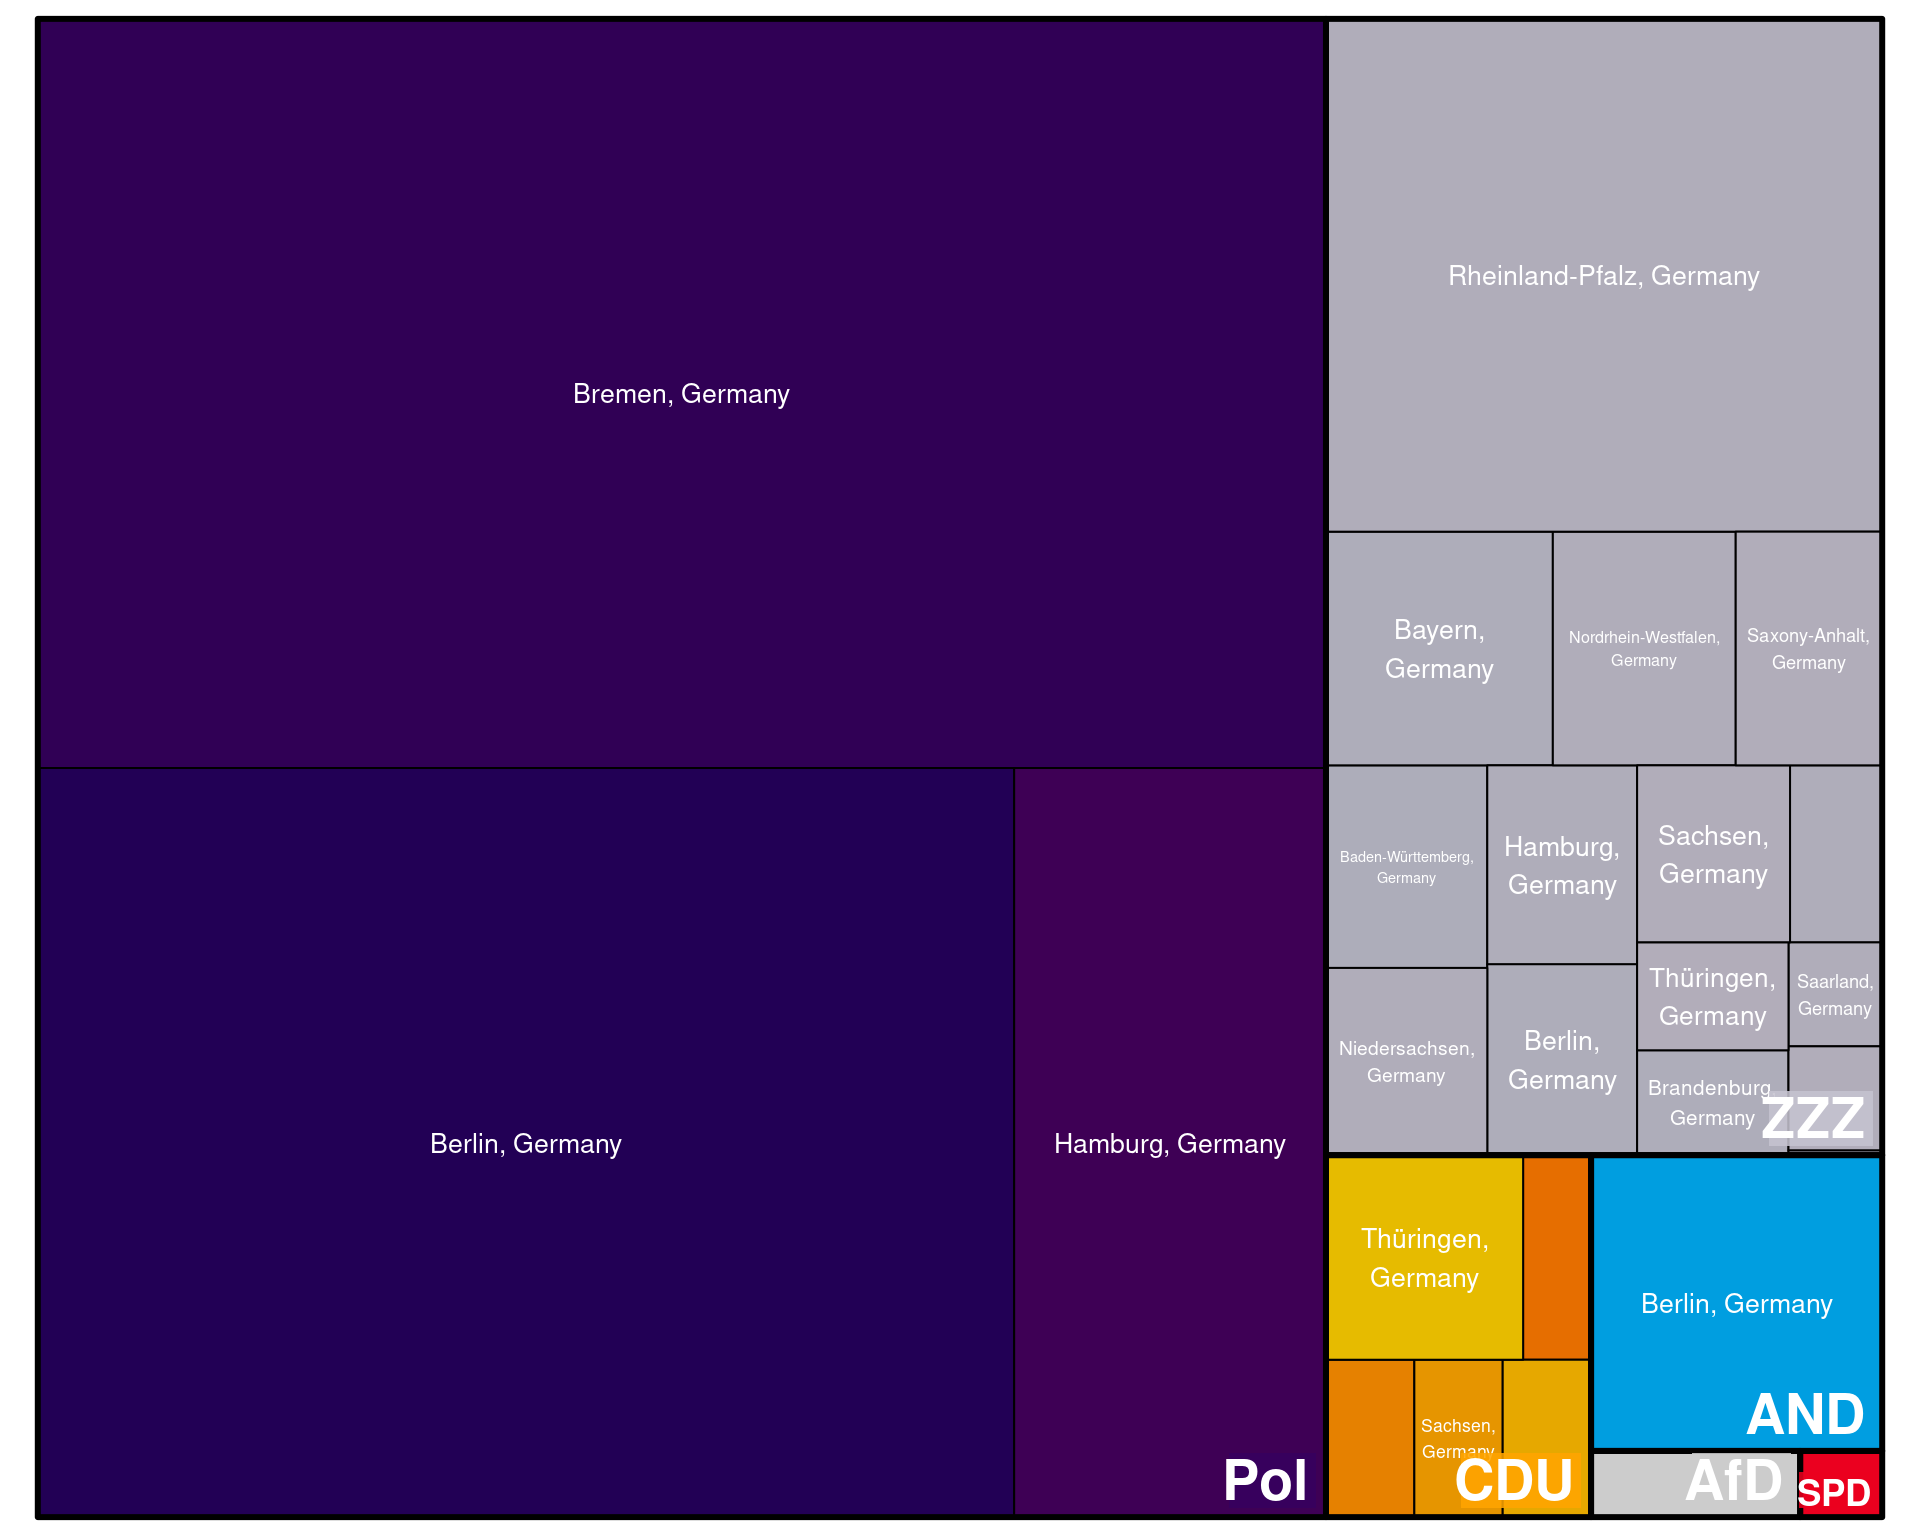 Bremen, Germany
Berlin, Germany
Hamburg, Germany
Pol
Rheinland-Pfalz, Germany
Bayern,
Germany
Nordrhein-Westfalen,
Germany
Saxony-Anhalt,
Germany
Baden-Württemberg,
Germany
Hamburg,
Germany
Sachsen,
Germany
Niedersachsen,
Germany
Berlin,
Germany
Thüringen,
Germany
Saarland,
Germany
Brandenburg
Germany
ZZZ
Thüringen,
Germany
Sachsen,
Germany
CDU
Berlin, Germany
AND
AfD
SPD